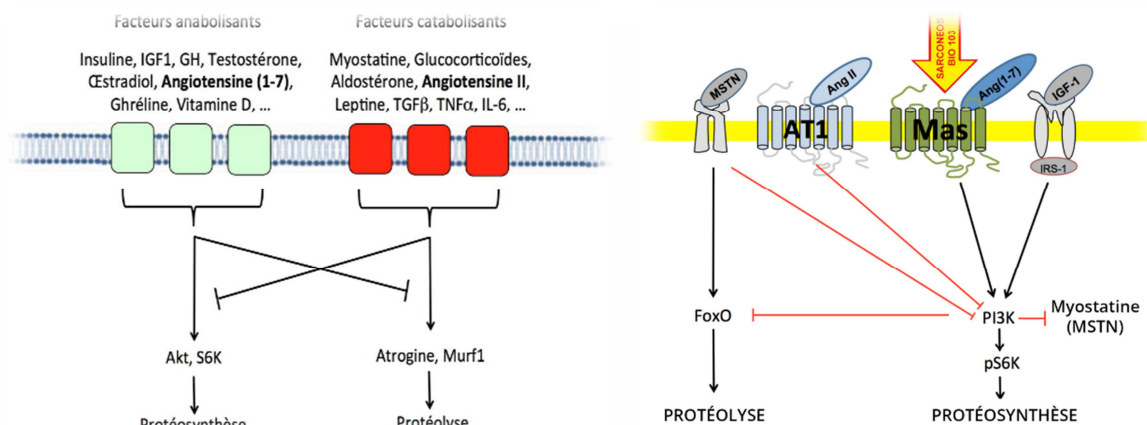 Facteurs anabolisants
Insuline, IGF1, GH, Testostérone,
Œstradiol, Angiotensine (1-7),
Ghréline, Vitamine D, ...
Facteurs catabolisants
Myostatine, Glucocorticoïdes,
Aldostérone, Angiotensine II,
Leptine, TGFβ, TNFα, IL-6, ...
Akt, S6K
Atrogine, Murf1
Protéosynthèse
Protéolyse
SARCONEOS
BIO 103
MSTN
Ang II
Ang(1-7)
IGF-1
AT1
Mas
IRS-1
FoxO
PI3K
Myostatine
(MSTN)
pS6K
PROTÉOLYSE
PROTÉOSYNTHÈSE